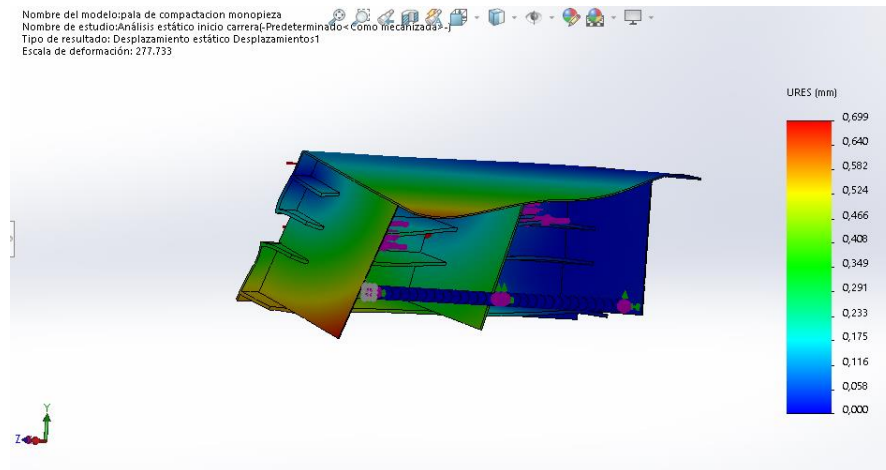 Nombre del modelo:pala de compactacion monopieza
Nombre de estudio:Análisis estático inicio carrera(-Predeterminado<Como mecanizada>-)
Tipo de resultado: Desplazamiento estático Desplazamientos1
Escala de deformación: 277.733
URES (mm)
0,699
0,640
0,582
0,524
0,466
0,408
0,349
0,291
0,233
0,175
0,116
0,058
0,000
Y
Z